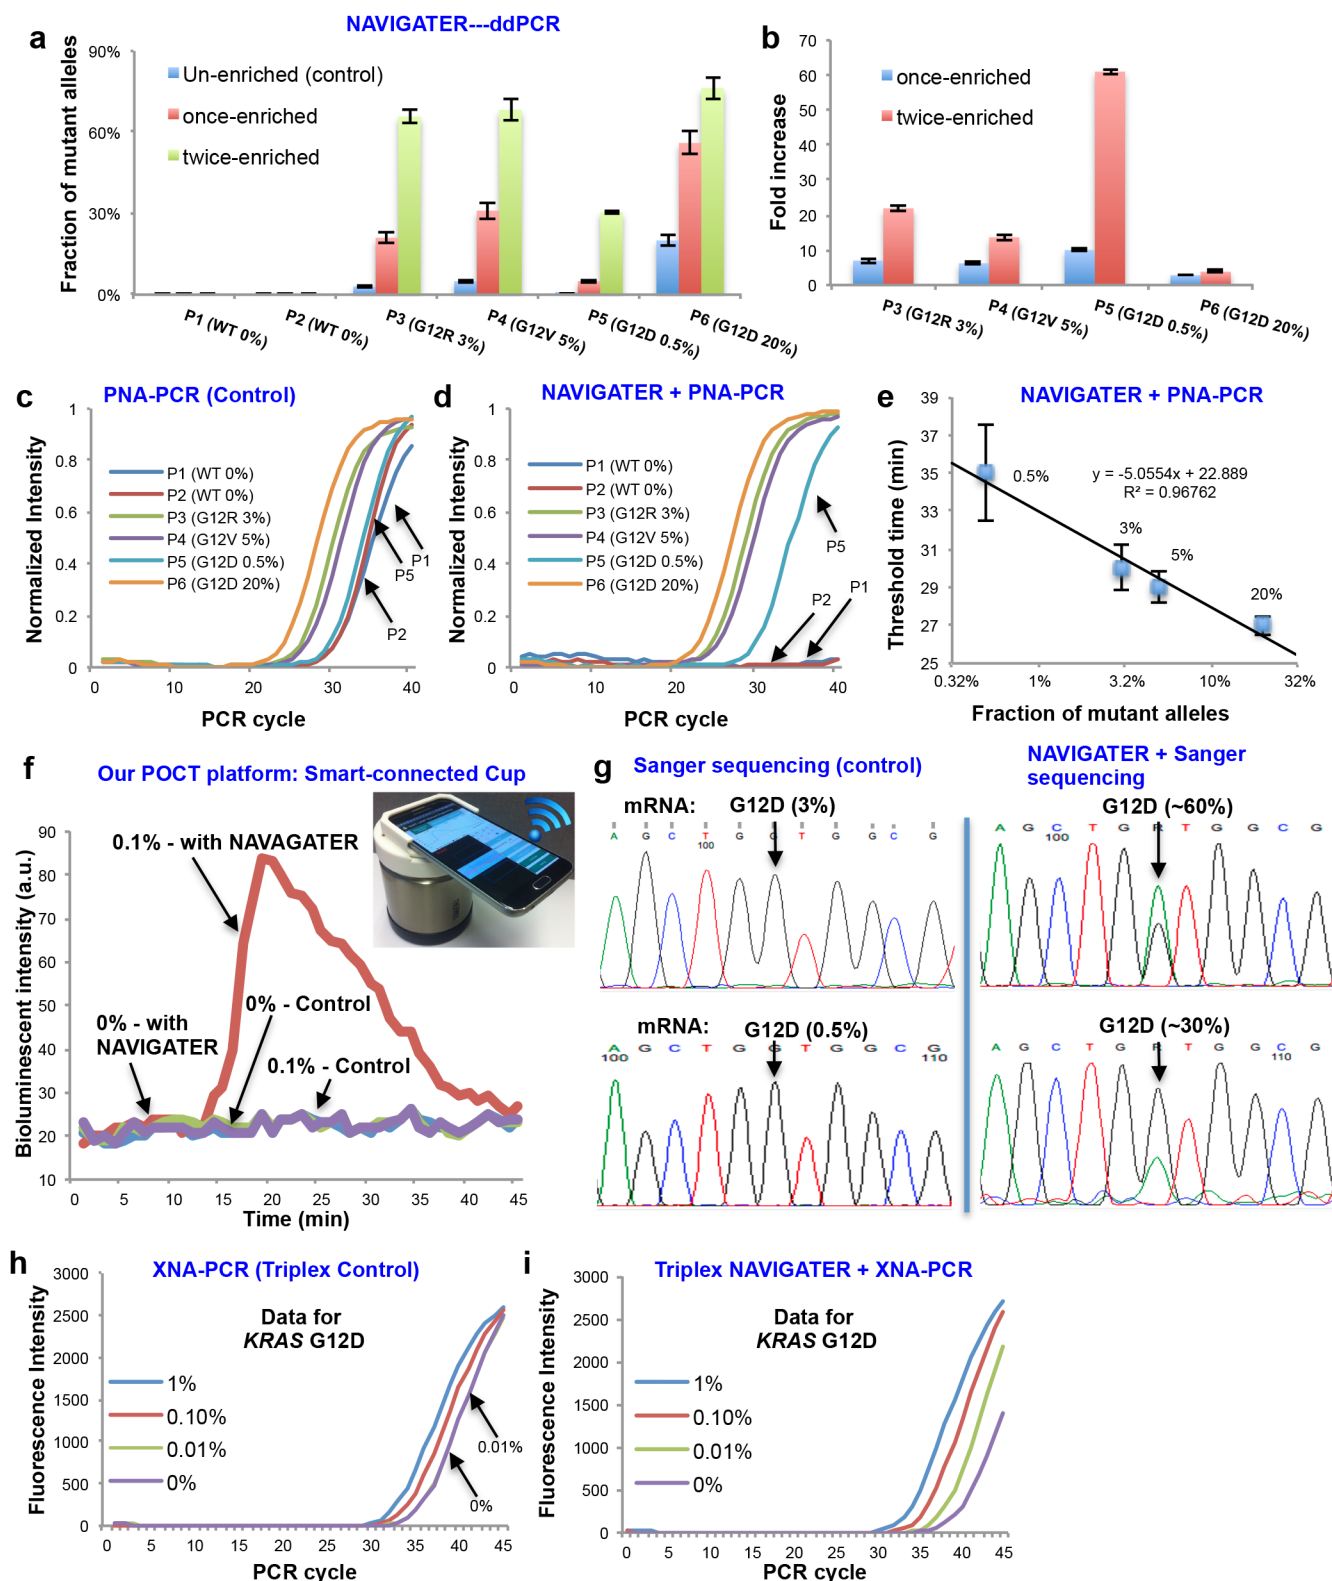 a
NAVIGATER---ddPCR
Fraction of mutant alleles
90%
60%
30%
0%
Un-enriched (control)
once-enriched
twice-enriched
P1 (WT 0%)
P2 (WT 0%)
P3 (G12R 3%)
P4 (G12V 5%)
P5 (G12D 0.5%)
P6 (G12D 20%)
b
Fold increase
70
60
50
40
30
20
10
0
once-enriched
twice-enriched
P3 (G12R 3%)
P4 (G12V 5%)
P5 (G12D 0.5%)
P6 (G12D 20%)
c
PNA-PCR (Control)
Normalized Intensity
1
0.8
0.6
0.4
0.2
0
P1 (WT 0%)
P2 (WT 0%)
P3 (G12R 3%)
P4 (G12V 5%)
P5 (G12D 0.5%)
P6 (G12D 20%)
P1
P5
P2
0 10 20 30 40
PCR cycle
d
NAVIGATER + PNA-PCR
Normalized Intensity
1
0.8
0.6
0.4
0.2
0
P1 (WT 0%)
P2 (WT 0%)
P3 (G12R 3%)
P4 (G12V 5%)
P5 (G12D 0.5%)
P6 (G12D 20%)
P5
P2
P1
0 10 20 30 40
PCR cycle
e
NAVIGATER + PNA-PCR
Threshold time (min)
39
37
35
33
31
29
27
25
y = -5.0554x + 22.889
R² = 0.96762
0.5%
3%
5%
20%
0.32% 1% 3.2% 10% 32%
Fraction of mutant alleles
f
Our POCT platform: Smart-connected Cup
Bioluminescent intensity (a.u.)
90
80
70
60
50
40
30
20
10
0.1% - with NAVAGATER
0% - with
NAVIGATER
0% - Control
0.1% - Control
0 5 10 15 20 25 30 35 40 45
Time (min)
g
Sanger sequencing (control)
NAVIGATER + Sanger
sequencing
mRNA:
G12D (3%)
A G C T G G T G G C G
100
G12D (~60%)
A G C T G R T G G C G
100
mRNA:
G12D (0.5%)
A G C T G G T G G C G
100 110
G12D (~30%)
A G C T G R T G G C G
110
h
XNA-PCR (Triplex Control)
Data for
KRAS G12D
Fluorescence Intensity
3000
2500
2000
1500
1000
500
0
1%
0.10%
0.01%
0%
0.01%
0%
0 5 10 15 20 25 30 35 40 45
PCR cycle
i
Triplex NAVIGATER + XNA-PCR
Data for
KRAS G12D
Fluorescence Intensity
3000
2500
2000
1500
1000
500
0
1%
0.10%
0.01%
0%
0 5 10 15 20 25 30 35 40 45
PCR cycle